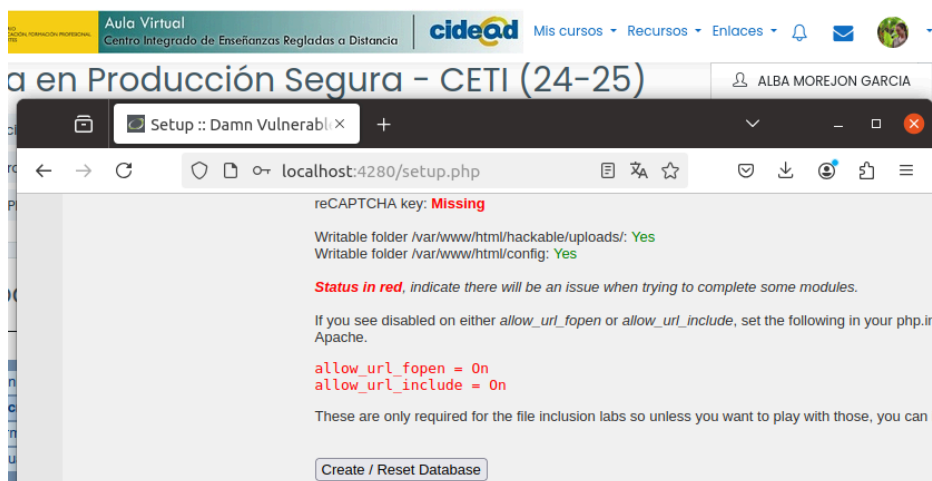 Aula Virtual
CACIÓN, FORMACIÓN PROFESIONAL
Centro Integrado de Enseñanzas Regladas a Distancia
cidead
Mis cursos Recursos Enlaces
a en Producción Segura - CETI (24-25)
ALBA MOREJON GARCIA
Setup :: Damn Vulnerabl
localhost:4280/setup.php
reCAPTCHA key: Missing
Writable folder /var/www/html/hackable/uploads/: Yes
Writable folder /var/www/html/config: Yes
Status in red, indicate there will be an issue when trying to complete some modules.
If you see disabled on either allow_url_fopen or allow_url_include, set the following in your php.in
Apache.
allow_url_fopen = On
allow_url_include = On
These are only required for the file inclusion labs so unless you want to play with those, you can
Create / Reset Database